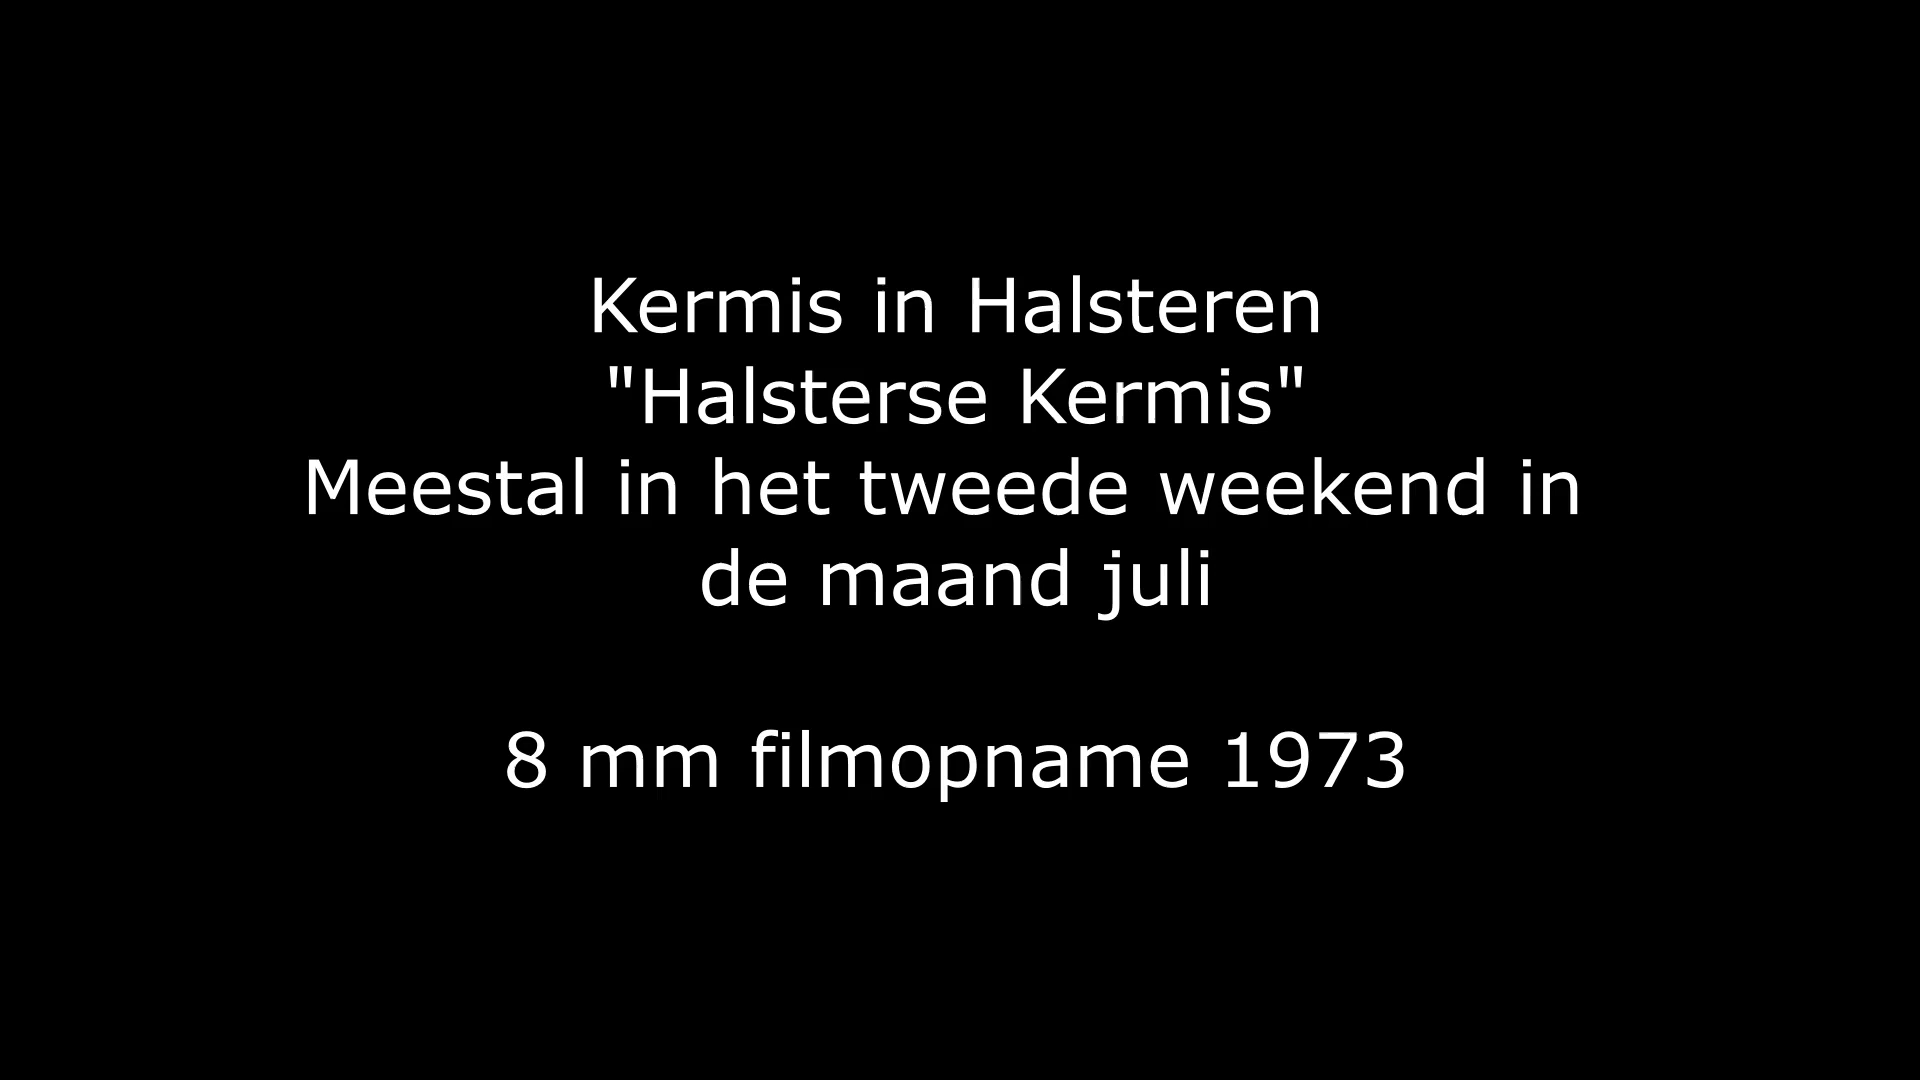 Kermis in Halsteren
"Halsterse Kermis"
Meestal in het tweede weekend in
de maand juli
8 mm filmopname 1973